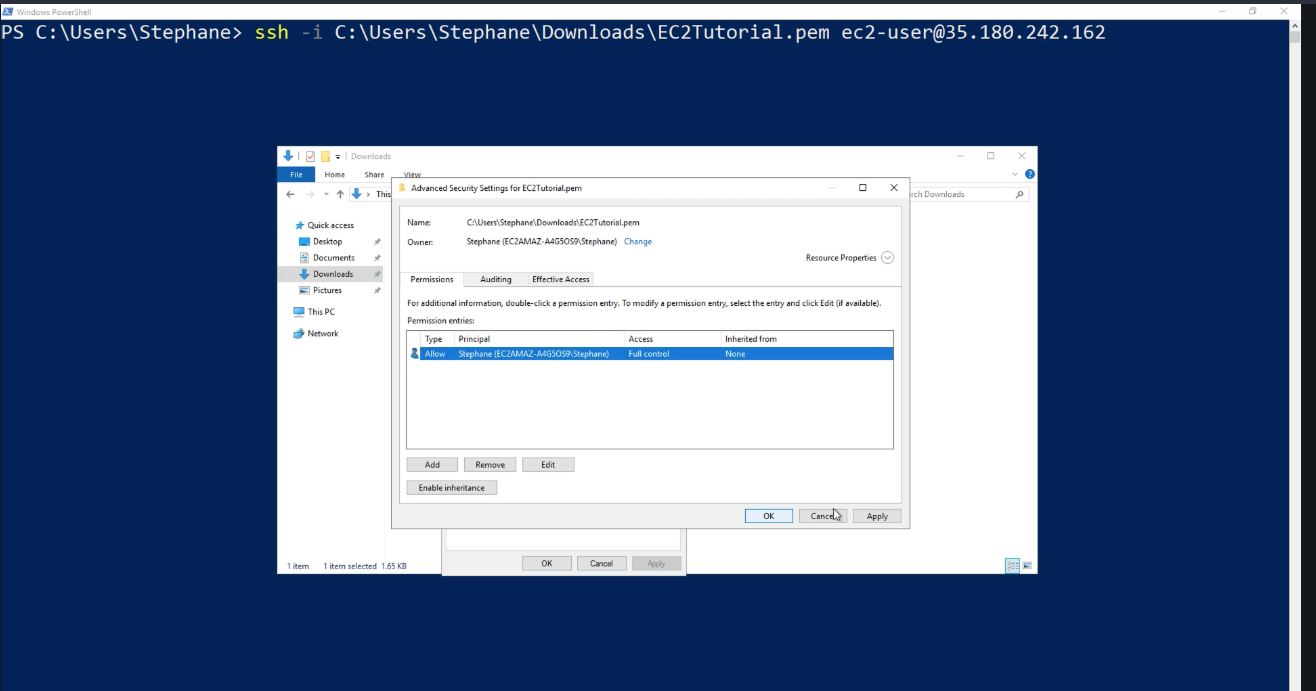 Windows PowerShell
PS C:\Users\Stephane> ssh -i C:\Users\Stephane\Downloads\EC2Tutorial.pem ec2-user@35.180.242.162
Downloads
File Home Share View
Advanced Security Settings for EC2Tutorial.pem
This
Downloads
Name: C:\Users\Stephane\Downloads\EC2Tutorial.pem
Owner: Stephane (EC2AMAZ-A4G5OS9\Stephane) Change
Resource Properties
Quick access
Desktop
Documents
Downloads
Pictures
This PC
Network
Permissions Auditing Effective Access
For additional information, double-click a permission entry. To modify a permission entry, select the entry and click Edit (if available).
Permission entries:
Type Principal Access Inherited from
Allow Stephane (EC2AMAZ-A4G5OS9\Stephane) Full control None
Add Remove Edit
Enable inheritance
OK Cancel Apply
OK Cancel Apply
1 item 1 item selected 1.65 KB